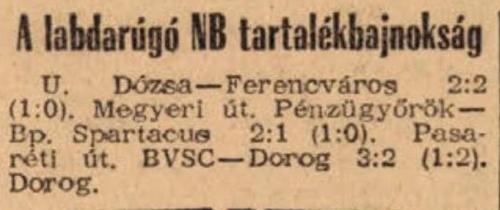 A labdarúgó NB tartalékbajnokság
U. Dózsa—Ferencváros 2:2
(1:0). Megyeri út. Pénzügyőrök—
Bp. Spartacus 2:1 (1:0). Pasa-
réti út. BVSC—Dorog 3:2 (1:2).
Dorog.